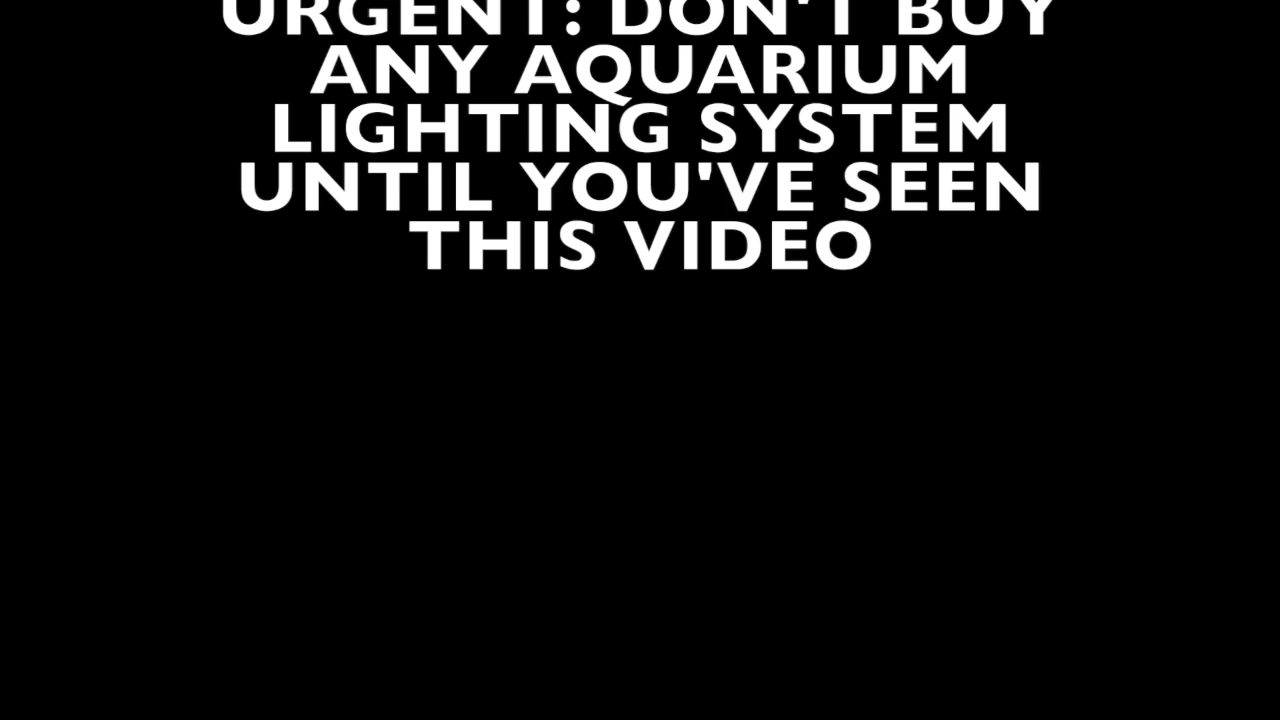 URGENT: DON'T BUY
ANY AQUARIUM
LIGHTING SYSTEM
UNTIL YOU'VE SEEN
THIS VIDEO